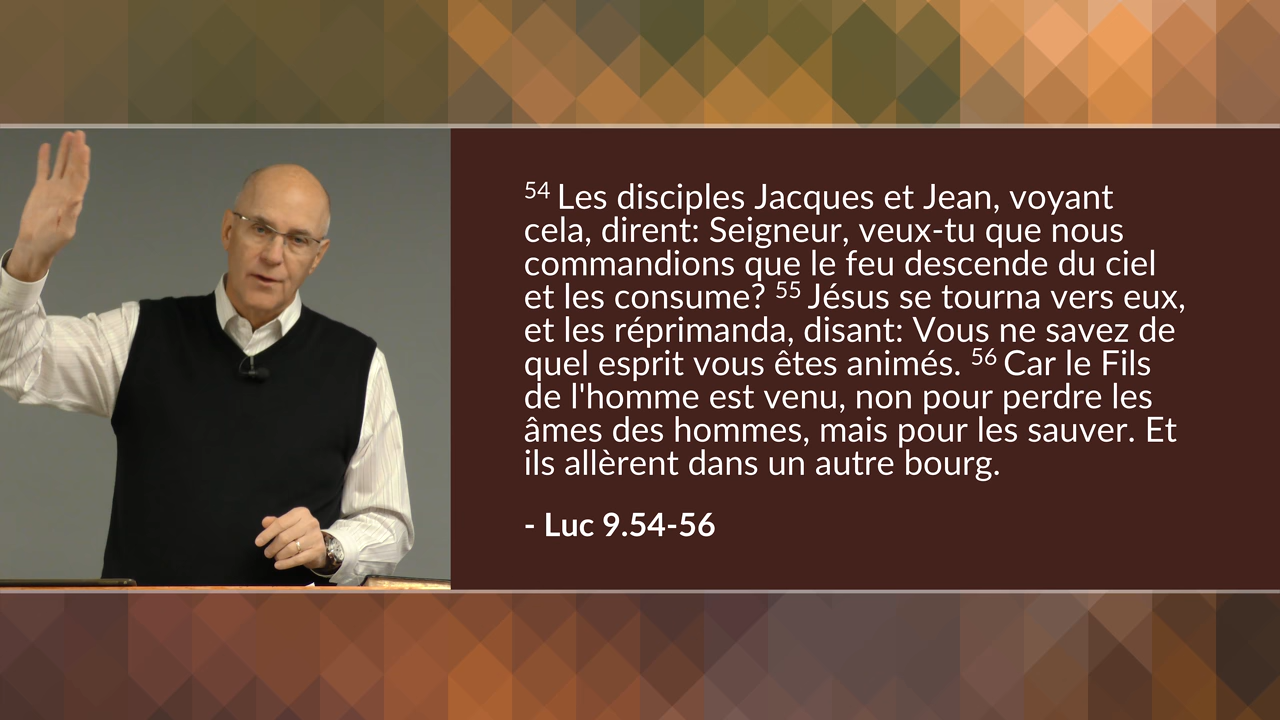 54 Les disciples Jacques et Jean, voyant
cela, dirent: Seigneur, veux-tu que nous
commandions que le feu descende du ciel
et les consume? 55 Jésus se tourna vers eux,
et les réprimanda, disant: Vous ne savez de
quel esprit vous êtes animés. 56 Car le Fils
de l'homme est venu, non pour perdre les
âmes des hommes, mais pour les sauver. Et
ils allèrent dans un autre bourg.
- Luc 9.54-56